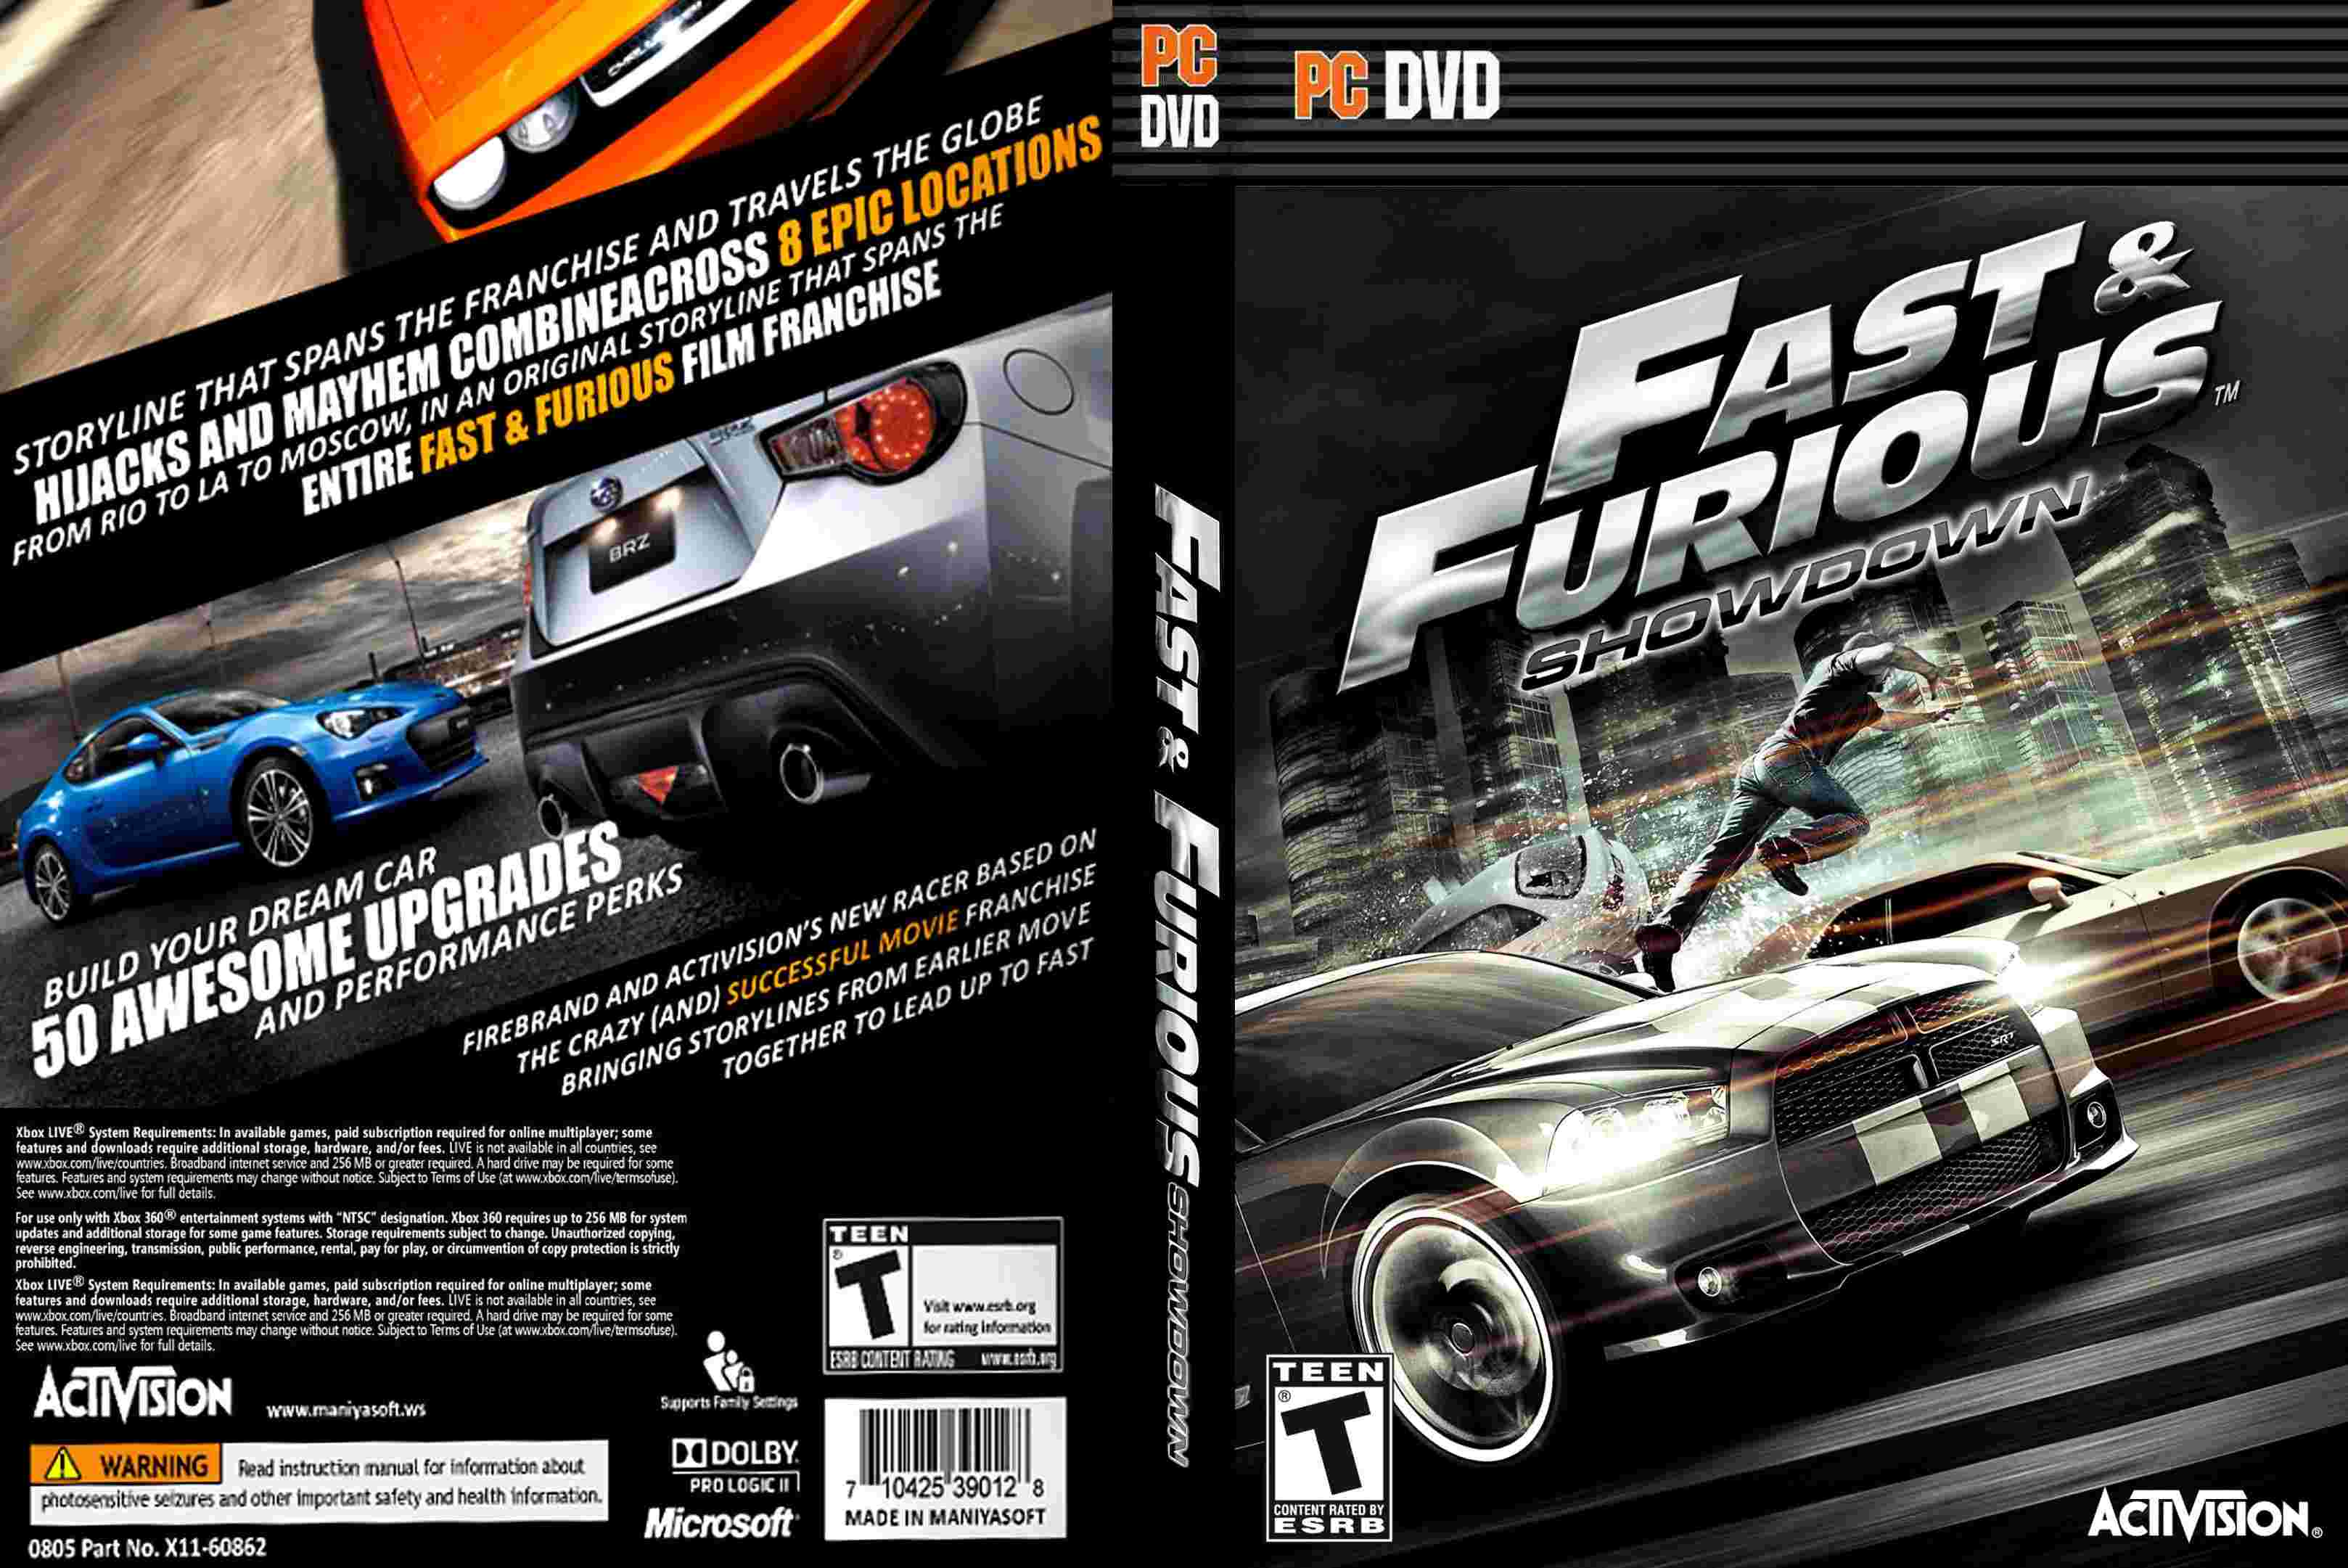 STORYLINE THAT SPANS THE FRANCHISE AND TRAVELS THE GLOBE
HIJACKS AND MAYHEM COMBINEACROSS 8 EPIC LOCATIONS
FROM RIO TO LA TO MOSCOW, IN AN ORIGINAL STORYLINE THAT SPANS THE
ENTIRE FAST & FURIOUS FILM FRANCHISE
BRZ
BUILD YOUR DREAM CAR
50 AWESOME UPGRADES
AND PERFORMANCE PERKS
FIREBRAND AND ACTIVISION'S NEW RACER BASED ON
THE CRAZY (AND) SUCCESSFUL MOVIE FRANCHISE
BRINGING STORYLINES FROM EARLIER MOVE
TOGETHER TO LEAD UP TO FAST
Xbox LIVE® System Requirements: In available games, paid subscription required for online multiplayer; some
features and downloads require additional storage, hardware, and/or fees. LIVE is not available in all countries, see
www.xbox.com/live/countries. Broadband internet service and 256 MB or greater required. A hard drive may be required for some
features. Features and system requirements may change without notice. Subject to Terms of Use (at www.xbox.com/live/termsofuse).
See www.xbox.com/live for full details.
For use only with Xbox 360® entertainment systems with "NTSC" designation. Xbox 360 requires up to 256 MB for system
updates and additional storage for some game features. Storage requirements subject to change. Unauthorized copying,
reverse engineering, transmission, public performance, rental, pay for play, or circumvention of copy protection is strictly
prohibited.
Xbox LIVE® System Requirements: In available games, paid subscription required for online multiplayer; some
features and downloads require additional storage, hardware, and/or fees. LIVE is not available in all countries, see
www.xbox.com/live/countries. Broadband internet service and 256 MB or greater required. A hard drive may be required for some
features. Features and system requirements may change without notice. Subject to Terms of Use (at www.xbox.com/live/termsofuse).
See www.xbox.com/live for full details.
ACTIVISION
www.maniyasoft.ws
WARNING Read instruction manual for information about
photosensitive seizures and other important safety and health information.
0805 Part No. X11-60862
Supports Family Settings
DOLBY
PRO LOGIC II
Microsoft
TEEN
®
T
Visit www.esrb.org
for rating information
ESRB CONTENT RATING www.esrb.org
7 10425 39012 8
MADE IN MANIYASOFT
PC
DVD
FAST & FURIOUS SHOWDOWN
PC DVD
FAST &
FURIOUS™
SHOWDOWN
SRT
TEEN
®
T
CONTENT RATED BY
ESRB
ACTIVISION®